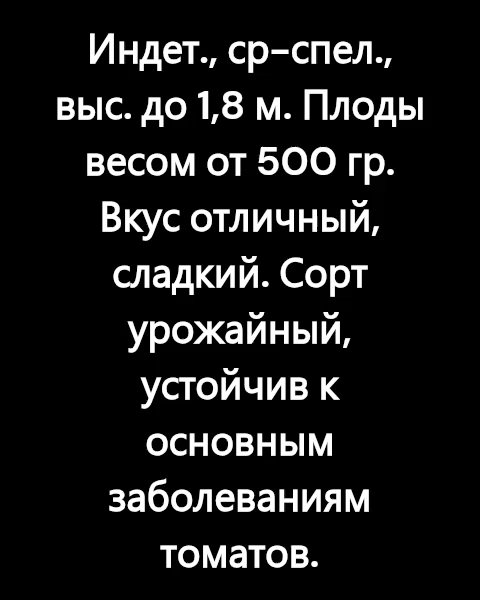 Индет., ср-спел.,
выс. до 1,8 м. Плоды
весом от 500 гр.
Вкус отличный,
сладкий. Сорт
урожайный,
устойчив к
основным
заболеваниям
томатов.